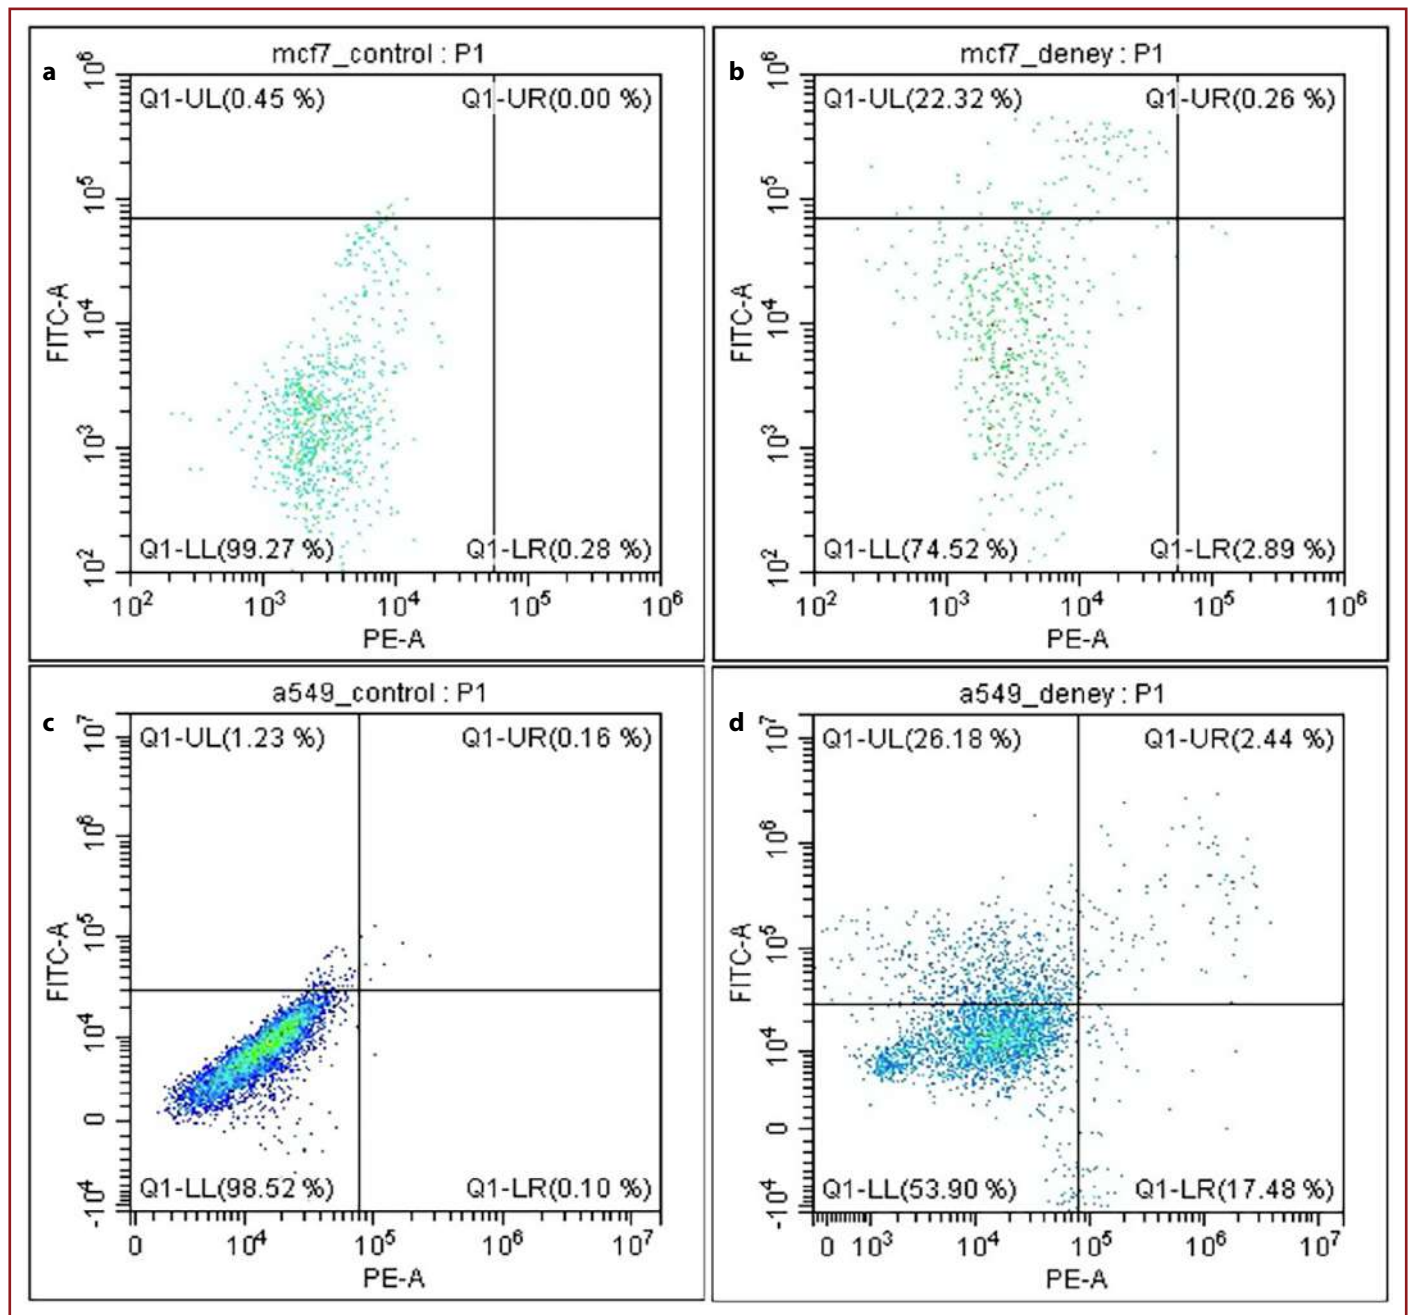 a
mcf7_control : P1
Q1-UL(0.45 %)
Q1-UR(0.00 %)
Q1-LL(99.27 %)
Q1-LR(0.28 %)
FITC-A
10^6
10^5
10^4
10^3
10^2
10^2 10^3 10^4 10^5 10^6
PE-A
b
mcf7_deney : P1
Q1-UL(22.32 %)
Q1-UR(0.26 %)
Q1-LL(74.52 %)
Q1-LR(2.89 %)
FITC-A
10^6
10^5
10^4
10^3
10^2
10^2 10^3 10^4 10^5 10^6
PE-A
c
a549_control : P1
Q1-UL(1.23 %)
Q1-UR(0.16 %)
Q1-LL(98.52 %)
Q1-LR(0.10 %)
FITC-A
10^7
10^6
10^5
10^4
0
-10^4
0 10^4 10^5 10^6 10^7
PE-A
d
a549_deney : P1
Q1-UL(26.18 %)
Q1-UR(2.44 %)
Q1-LL(53.90 %)
Q1-LR(17.48 %)
FITC-A
10^7
10^6
10^5
10^4
0
-10^4
0 10^3 10^4 10^5 10^6 10^7
PE-A